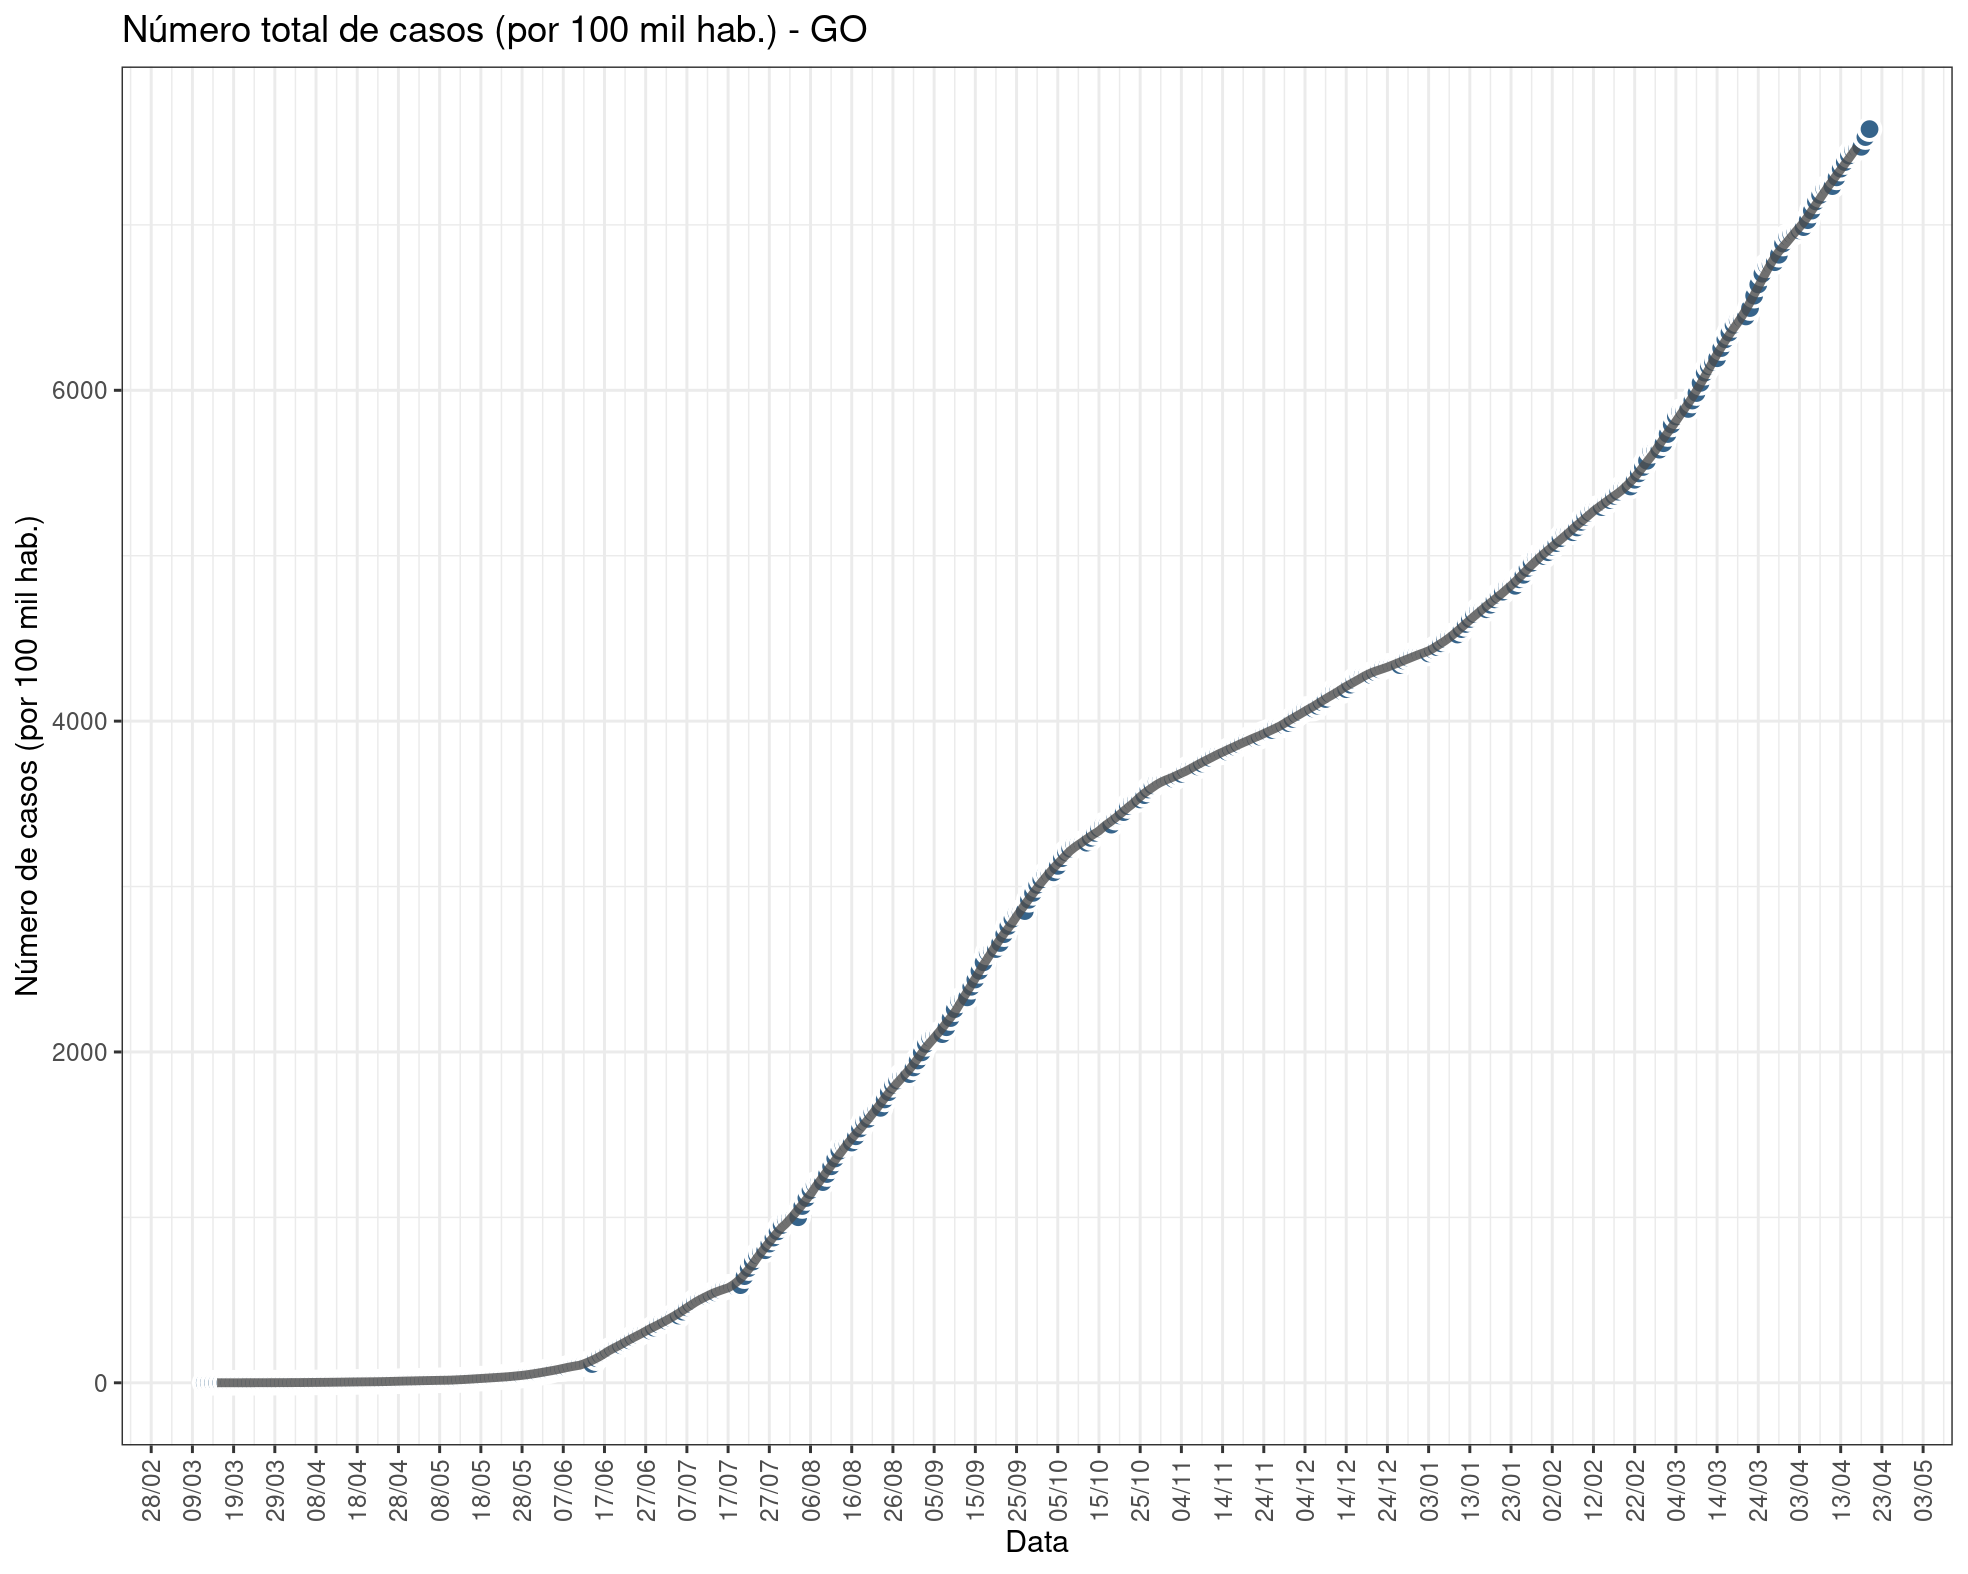 Número total de casos (por 100 mil hab.) - GO
Número de casos (por 100 mil hab.)
6000
4000
2000
0
28/02 09/03 19/03 29/03 08/04 18/04 28/04 08/05 18/05 28/05 07/06 17/06 27/06 07/07 17/07 27/07 06/08 16/08 26/08 05/09 15/09 25/09 05/10 15/10 25/10 04/11 14/11 24/11 04/12 14/12 24/12 03/01 13/01 23/01 02/02 12/02 22/02 04/03 14/03 24/03 03/04 13/04 23/04 03/05
Data